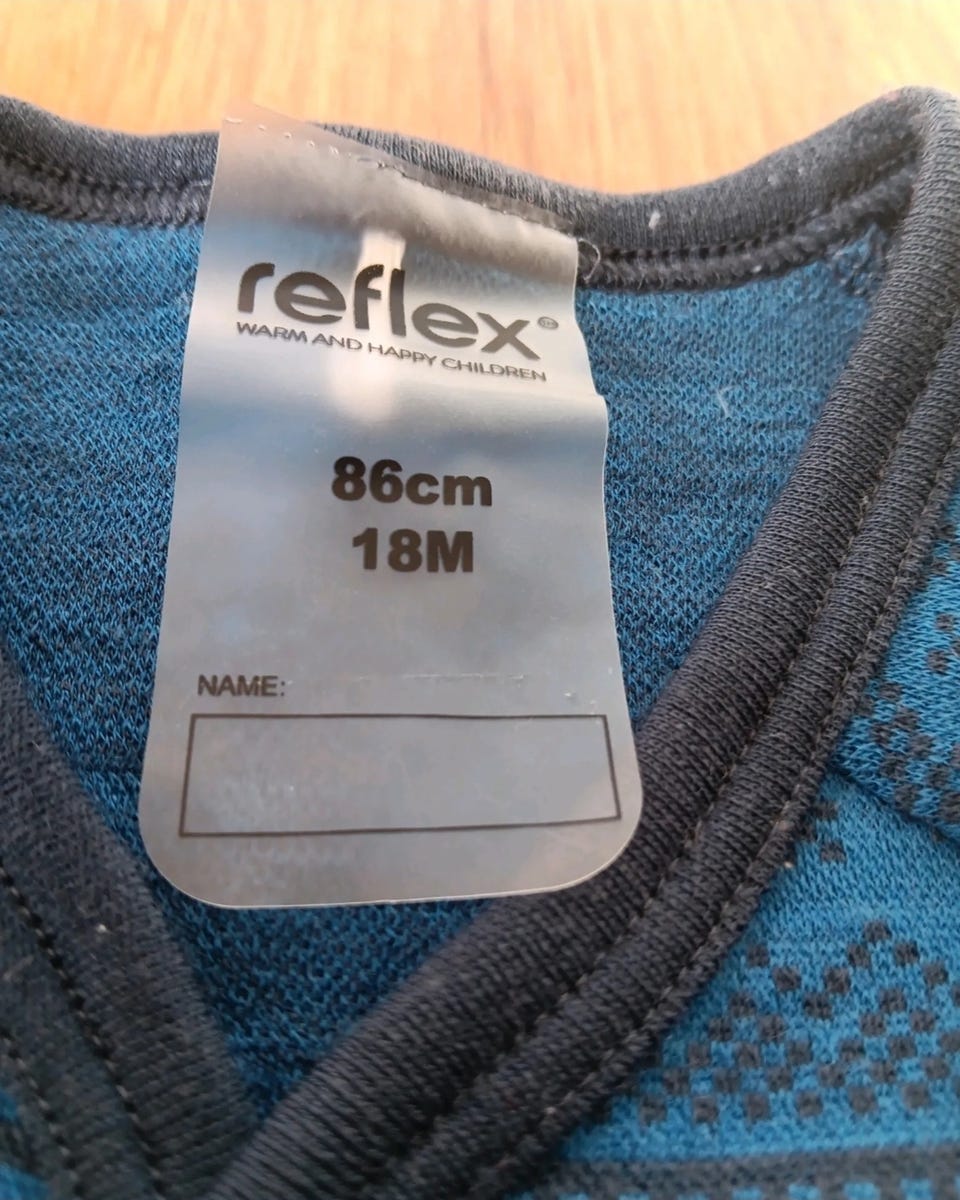 reflex
WARM AND HAPPY CHILDREN
86cm
18M
NAME: